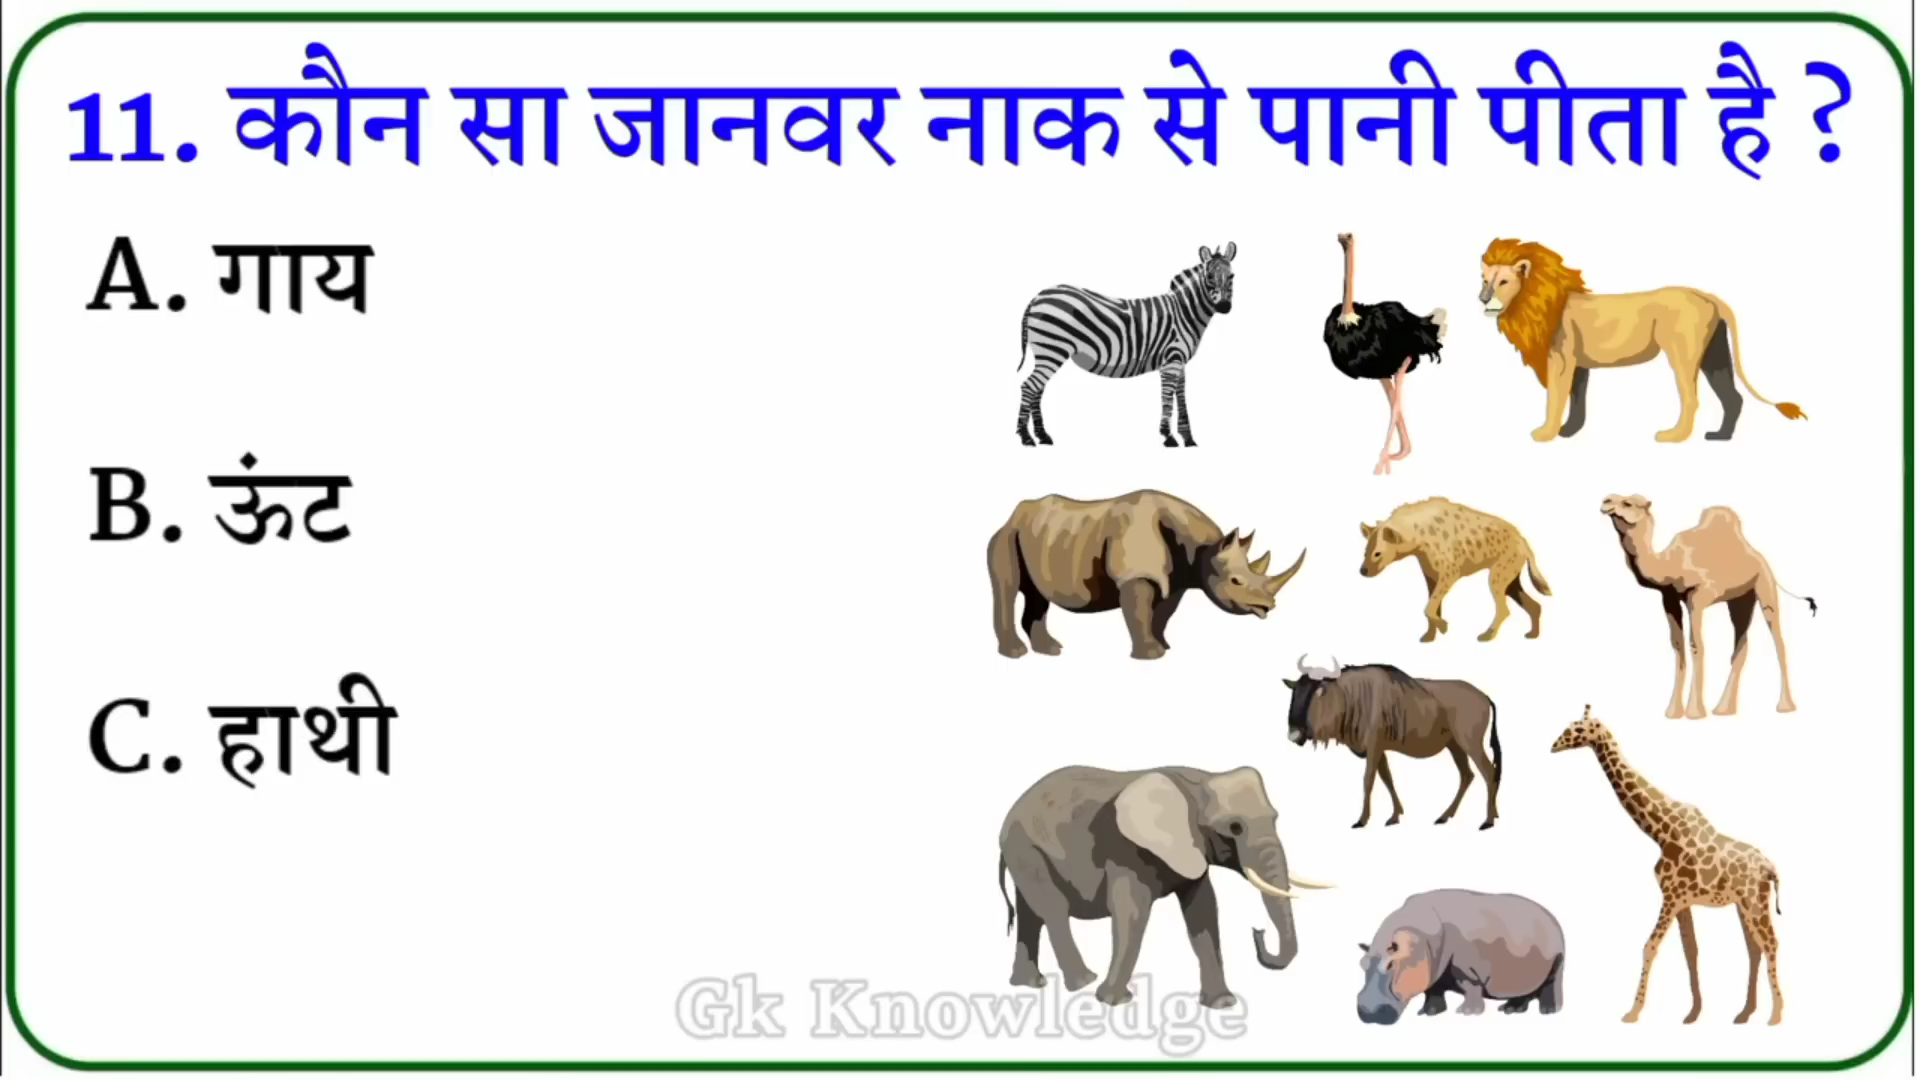 11. कौन सा जानवर नाक से पानी पीता है ?
A. गाय
B. ऊंट
C. हाथी
Gk Knowledge